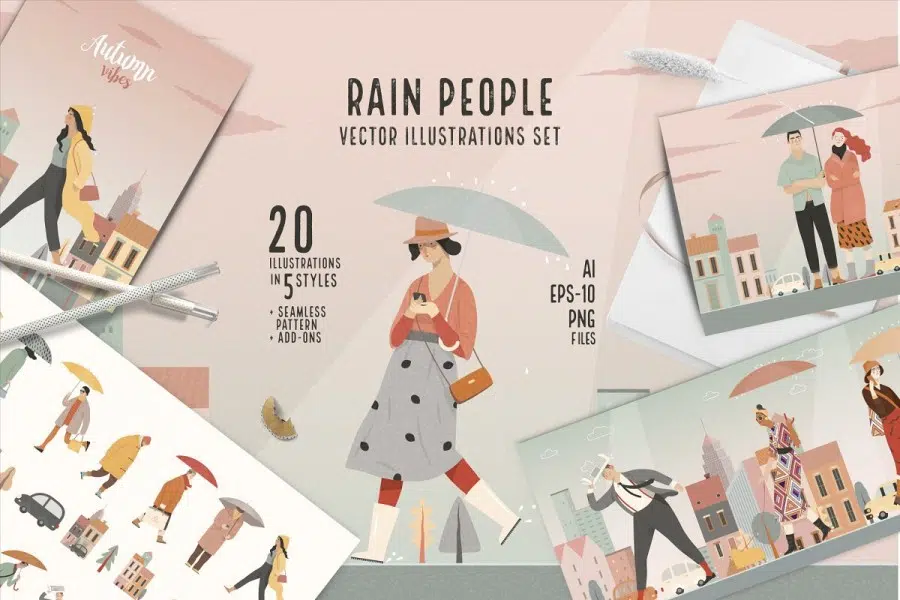 Autumn
vibes
RAIN PEOPLE
VECTOR ILLUSTRATIONS SET
20
ILLUSTRATIONS
IN 5 STYLES
+ SEAMLESS
PATTERN
+ ADD-ONS
AI
EPS-10
PNG
FILES